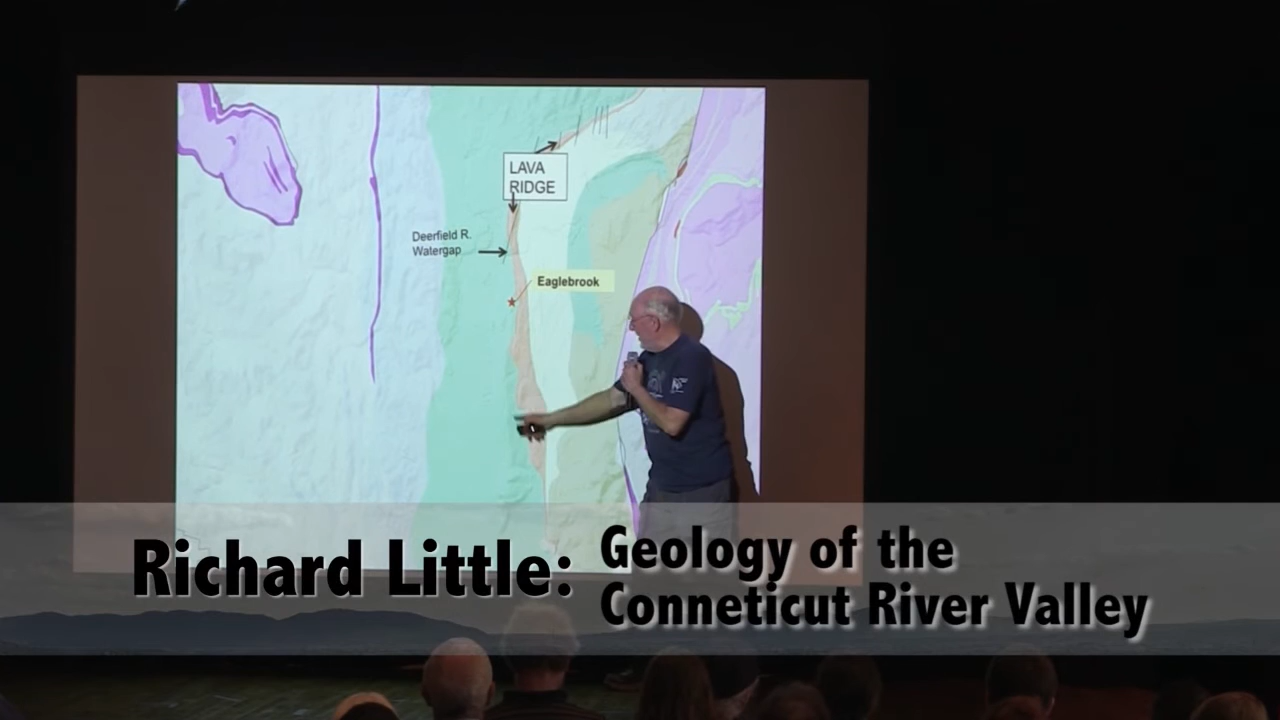 LAVA
RIDGE
Deerfield R.
Watergap
Eaglebrook
Richard Little:
Geology of the
Conneticut River Valley